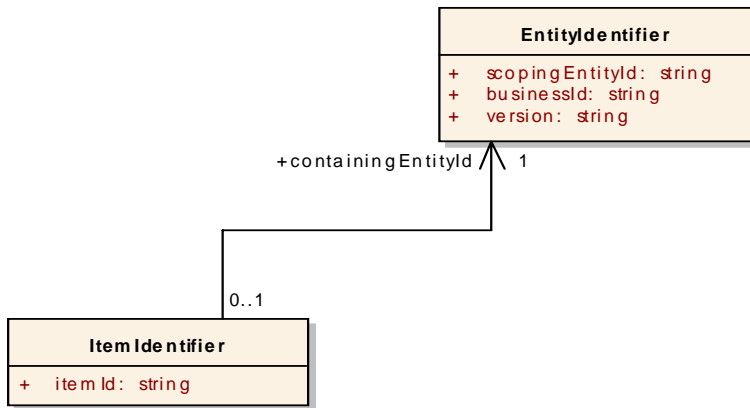 EntityIdentifier
+ scopingEntityId: string
+ businessId: string
+ version: string
+containingEntityId 1
0..1
ItemIdentifier
+ itemId: string